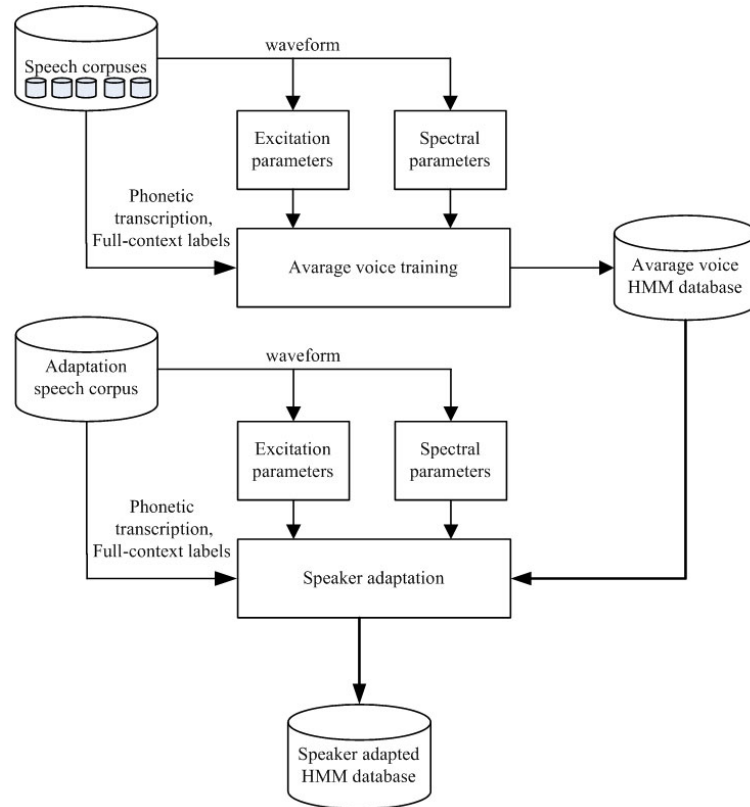 waveform
Speech corpuses
Excitation
parameters
Spectral
parameters
Phonetic
transcription,
Full-context labels
Avarage voice training
Avarage voice
HMM database
Adaptation
speech corpus
waveform
Excitation
parameters
Spectral
parameters
Phonetic
transcription,
Full-context labels
Speaker adaptation
Speaker adapted
HMM database